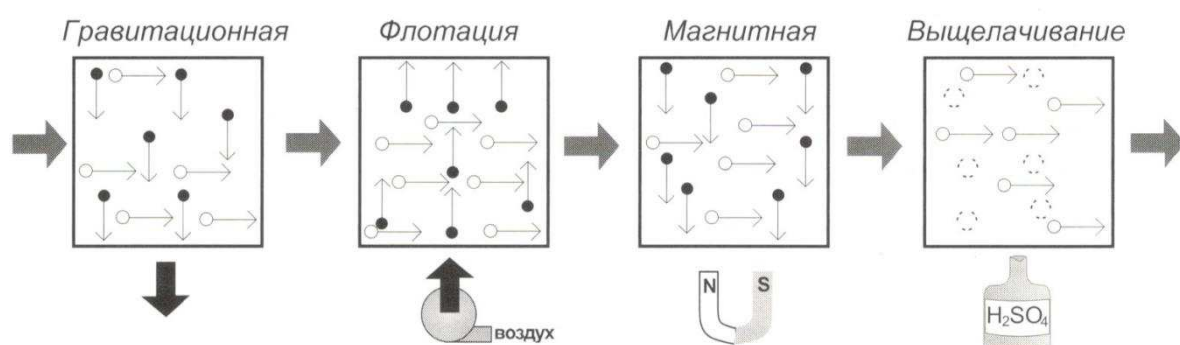 Гравитационная
Флотация
Магнитная
Выщелачивание
воздух
N S
H₂SO₄